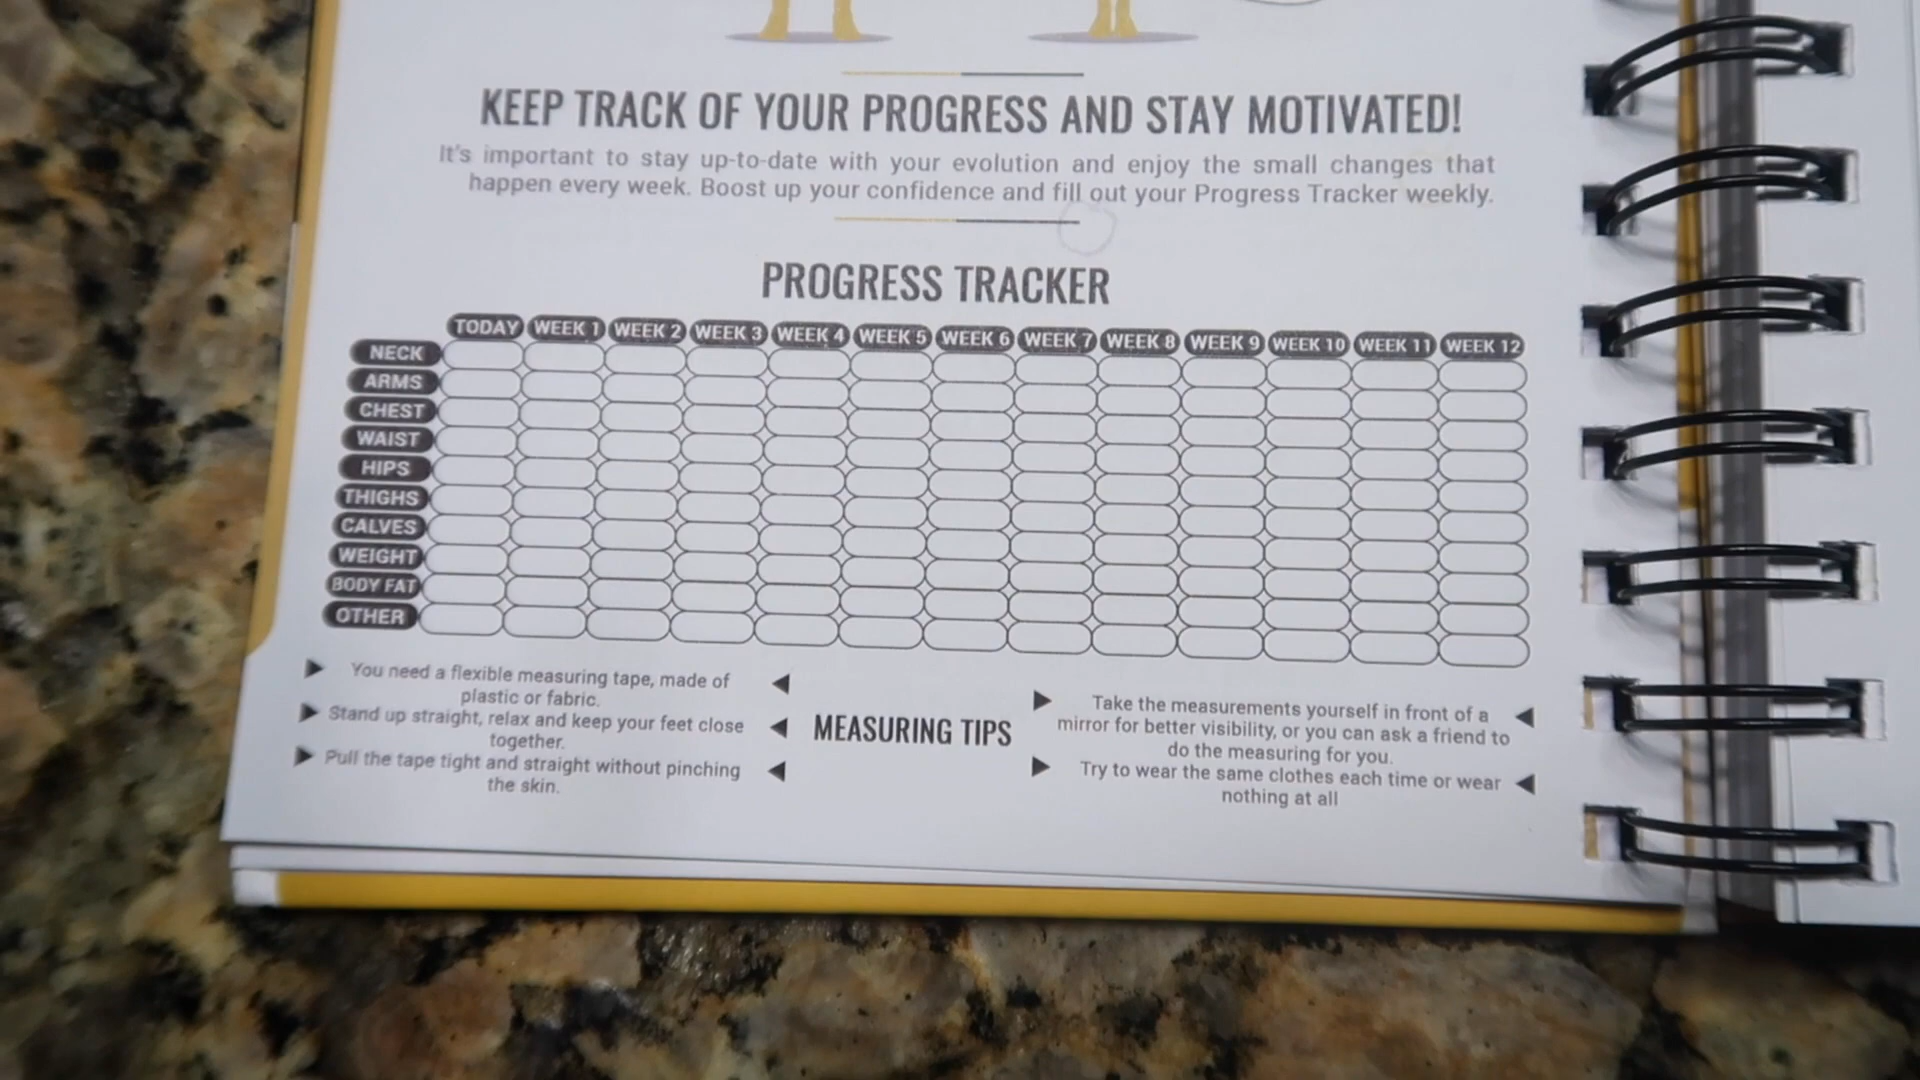 KEEP TRACK OF YOUR PROGRESS AND STAY MOTIVATED!
It's important to stay up-to-date with your evolution and enjoy the small changes that
happen every week. Boost up your confidence and fill out your Progress Tracker weekly.
PROGRESS TRACKER
TODAY WEEK 1 WEEK 2 WEEK 3 WEEK 4 WEEK 5 WEEK 6 WEEK 7 WEEK 8 WEEK 9 WEEK 10 WEEK 11 WEEK 12
NECK
ARMS
CHEST
WAIST
HIPS
THIGHS
CALVES
WEIGHT
BODY FAT
OTHER
You need a flexible measuring tape, made of
plastic or fabric.
Stand up straight, relax and keep your feet close
together.
Pull the tape tight and straight without pinching
the skin.
MEASURING TIPS
Take the measurements yourself in front of a
mirror for better visibility, or you can ask a friend to
do the measuring for you.
Try to wear the same clothes each time or wear
nothing at all